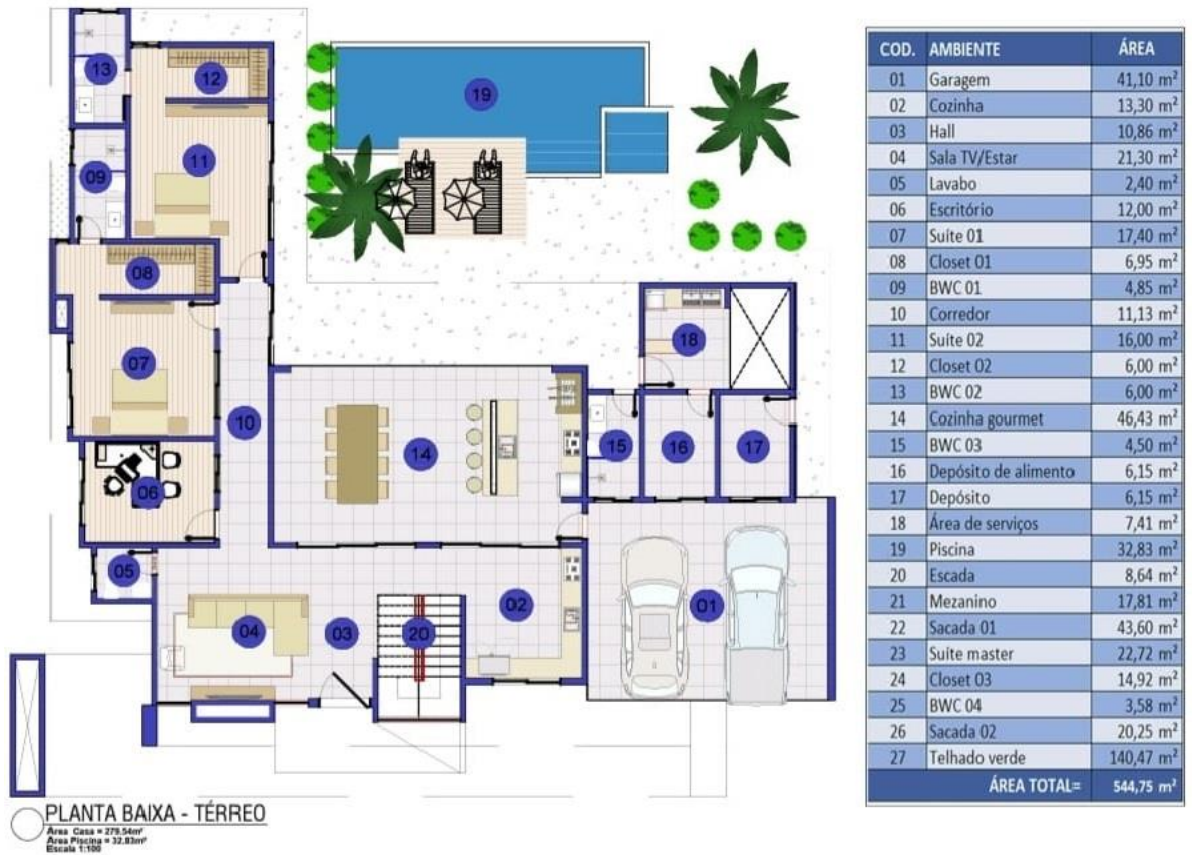 13
12
19
11
09
08
18
07
10
14
15
16
17
06
05
02
01
04
03
20
PLANTA BAIXA - TÉRREO
Área Casa = 279.54m²
Área Piscina = 32.83m²
Escala 1:100
COD. AMBIENTE ÁREA
01 Garagem 41,10 m²
02 Cozinha 13,30 m²
03 Hall 10,86 m²
04 Sala TV/Estar 21,30 m²
05 Lavabo 2,40 m²
06 Escritório 12,00 m²
07 Suíte 01 17,40 m²
08 Closet 01 6,95 m²
09 BWC 01 4,85 m²
10 Corredor 11,13 m²
11 Suíte 02 16,00 m²
12 Closet 02 6,00 m²
13 BWC 02 6,00 m²
14 Cozinha gourmet 46,43 m²
15 BWC 03 4,50 m²
16 Depósito de alimento 6,15 m²
17 Depósito 6,15 m²
18 Área de serviços 7,41 m²
19 Piscina 32,83 m²
20 Escada 8,64 m²
21 Mezanino 17,81 m²
22 Sacada 01 43,60 m²
23 Suíte master 22,72 m²
24 Closet 03 14,92 m²
25 BWC 04 3,58 m²
26 Sacada 02 20,25 m²
27 Telhado verde 140,47 m²
ÁREA TOTAL= 544,75 m²